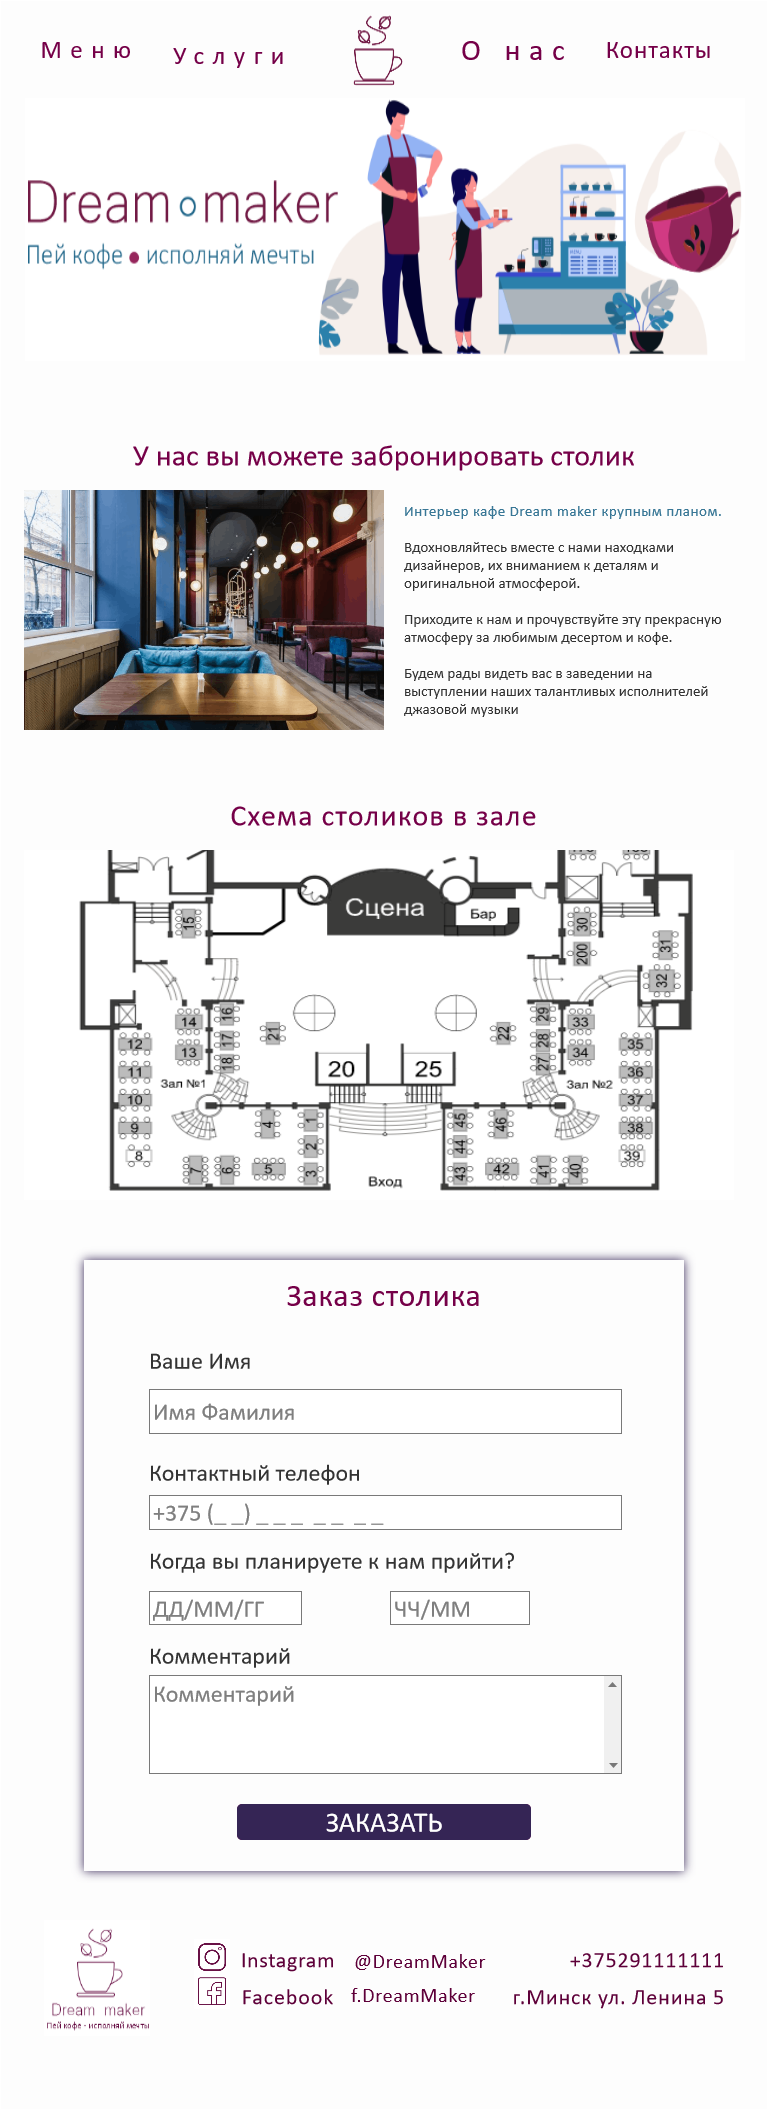 Меню Услуги О нас Контакты
Dream maker
Пей кофе • исполняй мечты
У нас вы можете забронировать столик
Интерьер кафе Dream maker крупным планом.
Вдохновляйтесь вместе с нами находками
дизайнеров, их вниманием к деталям и
оригинальной атмосферой.
Приходите к нам и прочувствуйте эту прекрасную
атмосферу за любимым десертом и кофе.
Будем рады видеть вас в заведении на
выступлении наших талантливых исполнителей
джазовой музыки
Схема столиков в зале
Сцена
Бар
15
30
200
31
32
14
13
16
17
18
21
22
29
28
27
33
34
12
11
10
9
8
Зал №1
20
25
Зал №2
35
36
37
38
39
7
6
5
4
1
2
3
45
44
43
46
42
41
40
Вход
Заказ столика
Ваше Имя
Имя Фамилия
Контактный телефон
+375 (_ _) _ _ _ _ _ _ _
Когда вы планируете к нам прийти?
ДД/ММ/ГГ ЧЧ/ММ
Комментарий
Комментарий
ЗАКАЗАТЬ
Dream maker
Пей кофе - исполняй мечты
Instagram @DreamMaker +375291111111
Facebook f.DreamMaker г.Минск ул. Ленина 5